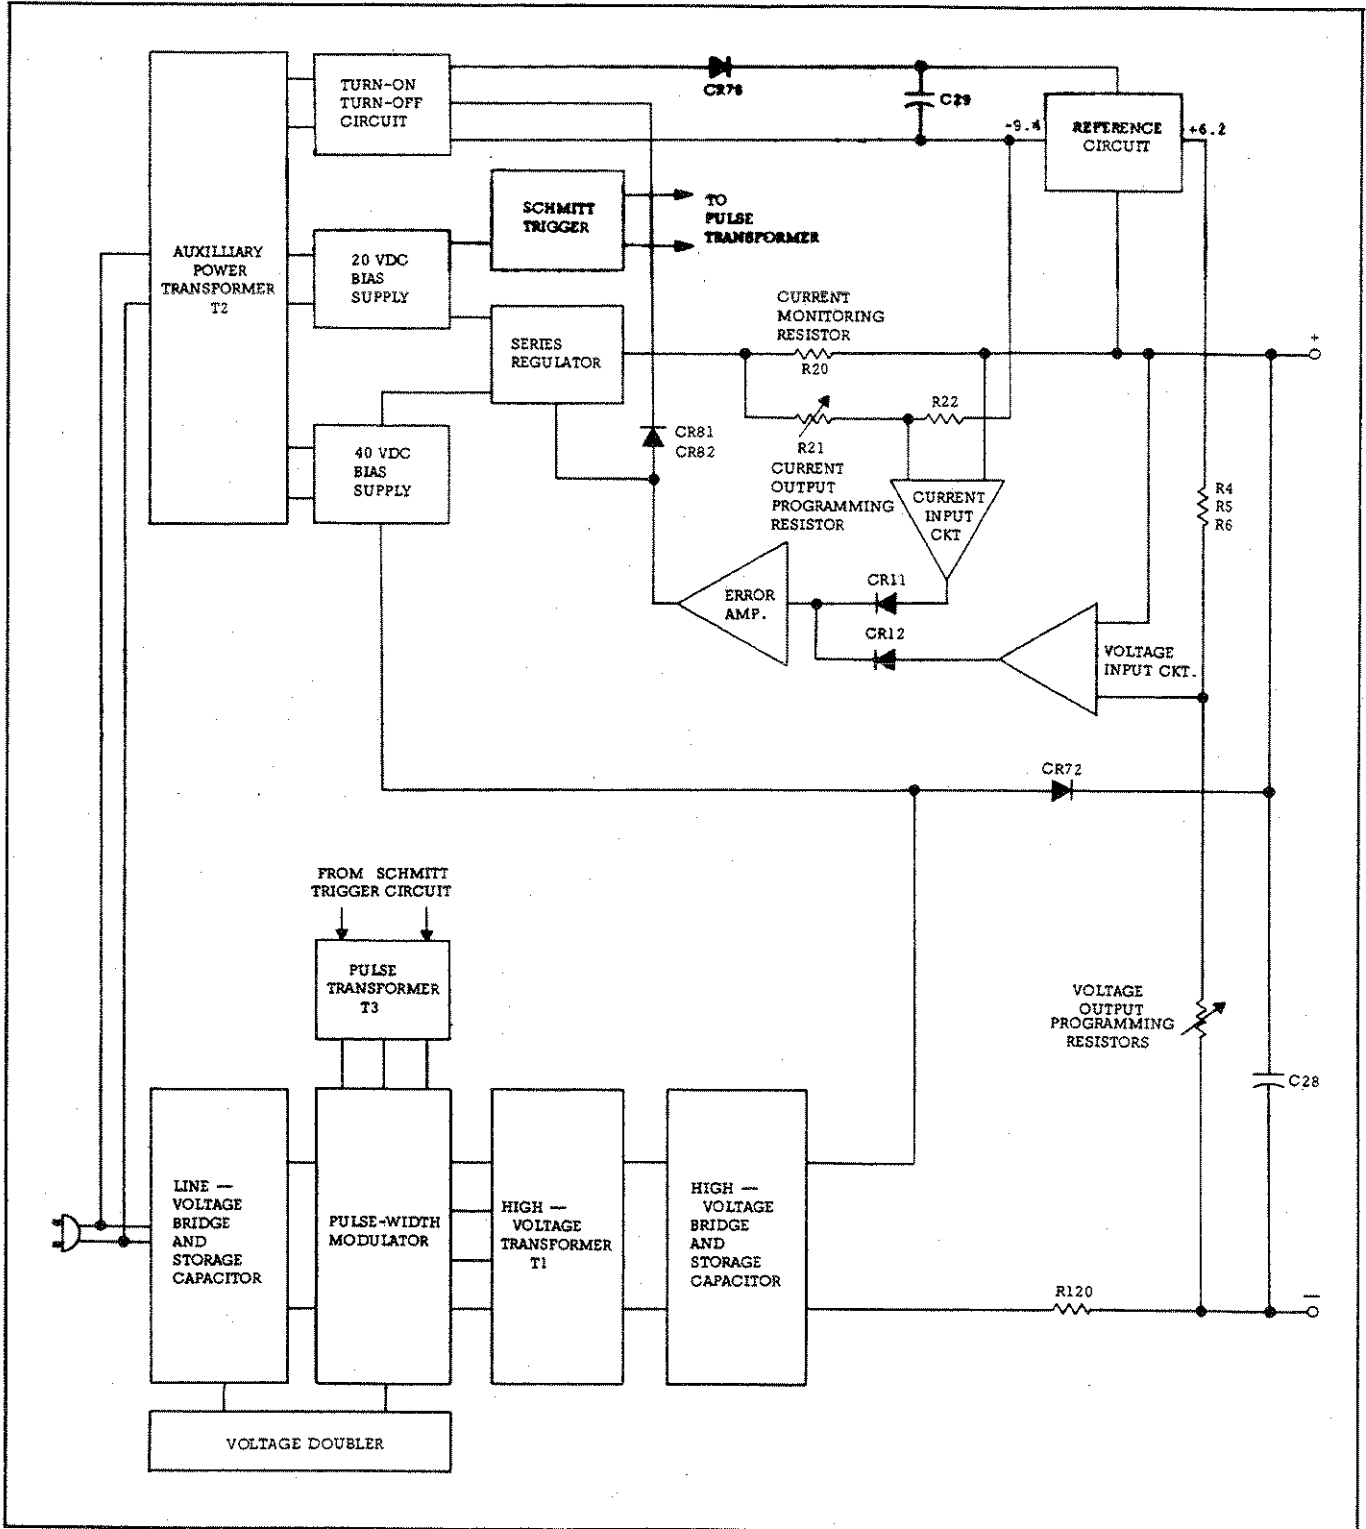 TURN-ON
TURN-OFF
CIRCUIT
CR76
C29
-9.4
REFERENCE
CIRCUIT
+6.2
SCHMITT
TRIGGER
TO
PULSE
TRANSFORMER
AUXILLIARY
POWER
TRANSFORMER
T2
20 VDC
BIAS
SUPPLY
CURRENT
MONITORING
RESISTOR
R20
+
SERIES
REGULATOR
R22
R21
CURRENT
OUTPUT
PROGRAMMING
RESISTOR
CR81
CR82
40 VDC
BIAS
SUPPLY
CURRENT
INPUT
CKT
R4
R5
R6
ERROR
AMP.
CR11
CR12
VOLTAGE
INPUT CKT.
CR72
FROM SCHMITT
TRIGGER CIRCUIT
PULSE
TRANSFORMER
T3
VOLTAGE
OUTPUT
PROGRAMMING
RESISTORS
C28
LINE —
VOLTAGE
BRIDGE
AND
STORAGE
CAPACITOR
PULSE-WIDTH
MODULATOR
HIGH —
VOLTAGE
TRANSFORMER
T1
HIGH —
VOLTAGE
BRIDGE
AND
STORAGE
CAPACITOR
R120
—
VOLTAGE DOUBLER